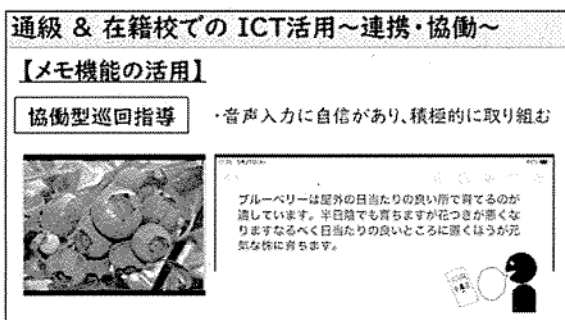 通級 & 在籍校での ICT活用～連携・協働～
【メモ機能の活用】
協働型巡回指導
・音声入力に自信があり、積極的に取り組む
ブルーベリーは屋外の日当たりの良い所で育てるのが
適しています。半日陰でも育ちますが花つきが悪くな
りますなるべく日当たりの良いところに置くほうが元
気な株に育ちます。